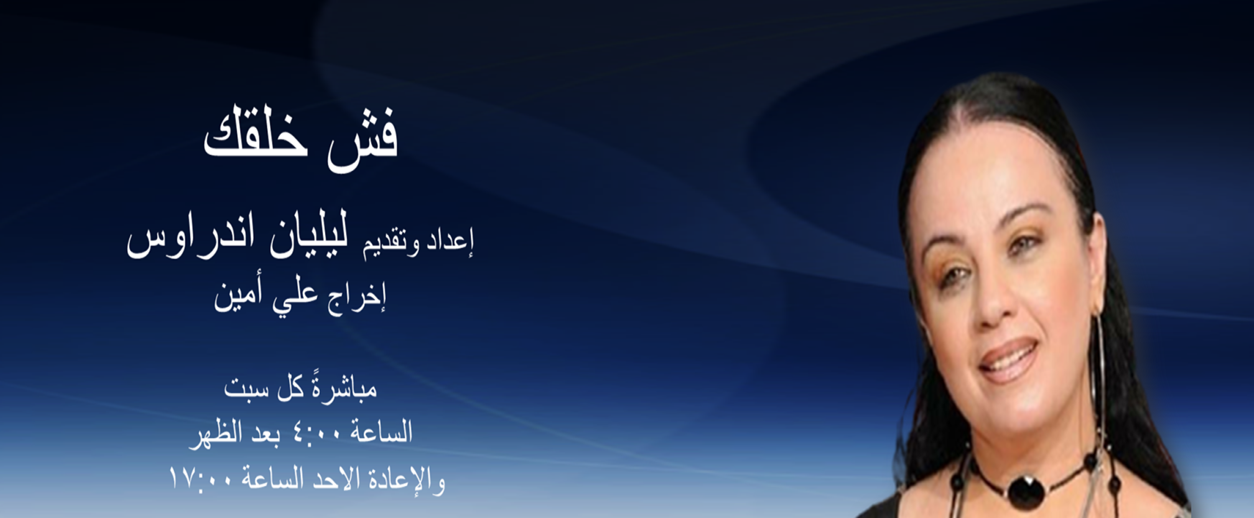 فش خلقك
إعداد وتقديم ليليان اندراوس
إخراج علي أمين
مباشرةً كل سبت
الساعة ٤:٠٠ بعد الظهر
والإعادة الاحد الساعة ١٧:٠٠